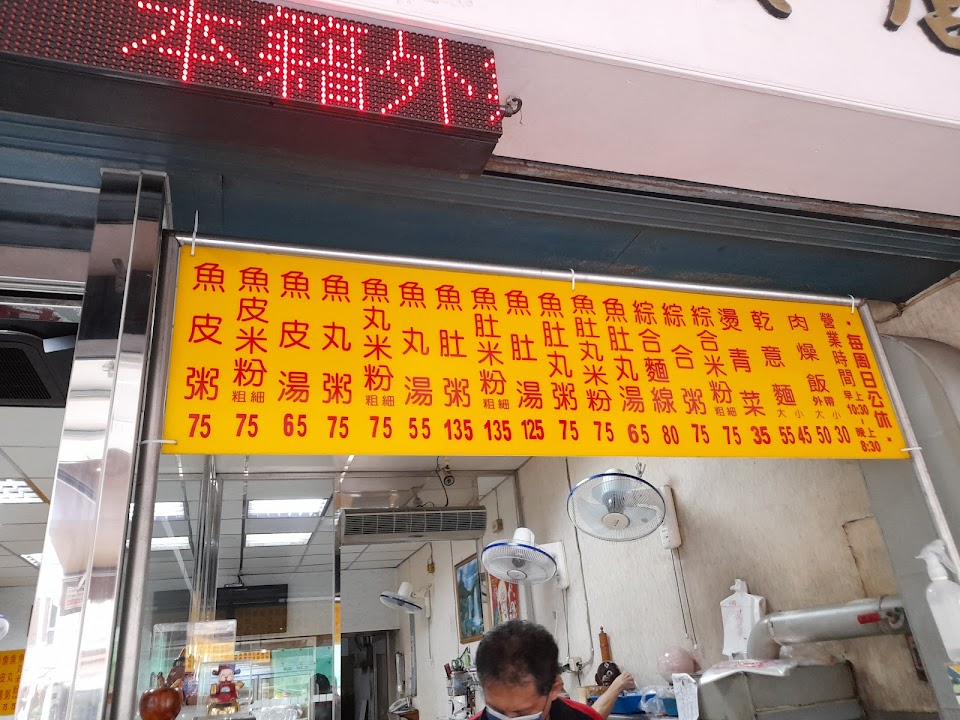 本籍外
魚皮粥 75
魚皮米粉 粗細 75
魚皮湯 65
魚丸粥 75
魚丸米粉 粗細 75
魚丸湯 55
魚肚粥 135
魚肚米粉 粗細 135
魚肚湯 125
魚肚丸粥 75
魚肚丸米粉 75
魚肚丸湯 65
綜合麵線 80
綜合粥 75
綜合米粉 粗細 75
燙青菜 35
乾意麵 大 55 小 45
肉燥飯 外大 50 帶小 30
營業時間 早上10:30~晚上8:30
•每周日公休•